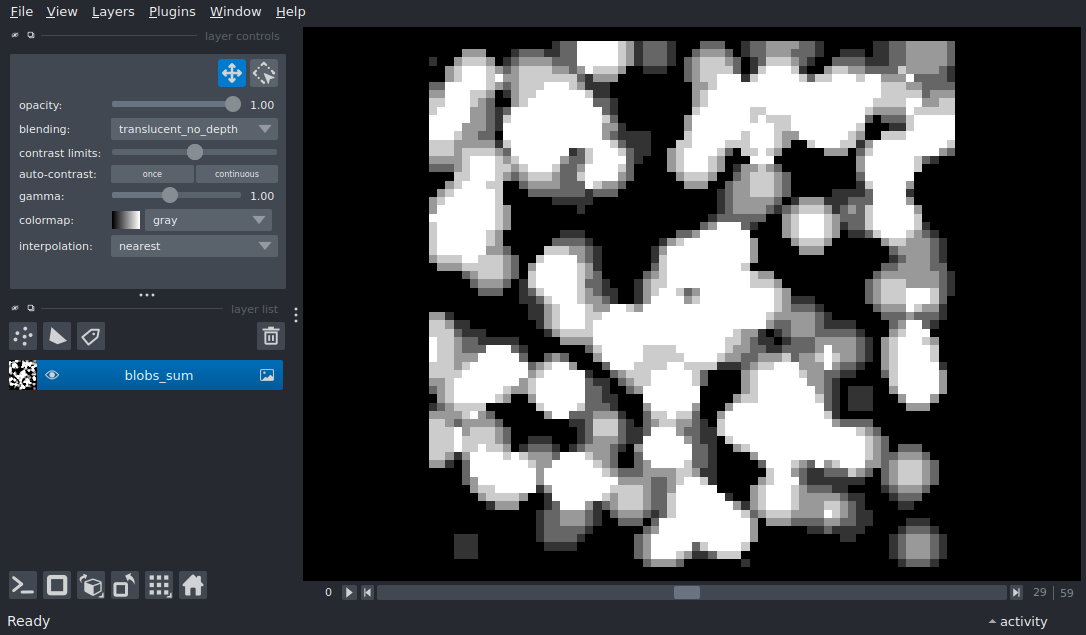 File View Layers Plugins Window Help
layer controls
opacity: 1.00
blending: translucent_no_depth
contrast limits:
auto-contrast: once continuous
gamma: 1.00
colormap: gray
interpolation: nearest
layer list
blobs_sum
0 29 | 59
Ready activity